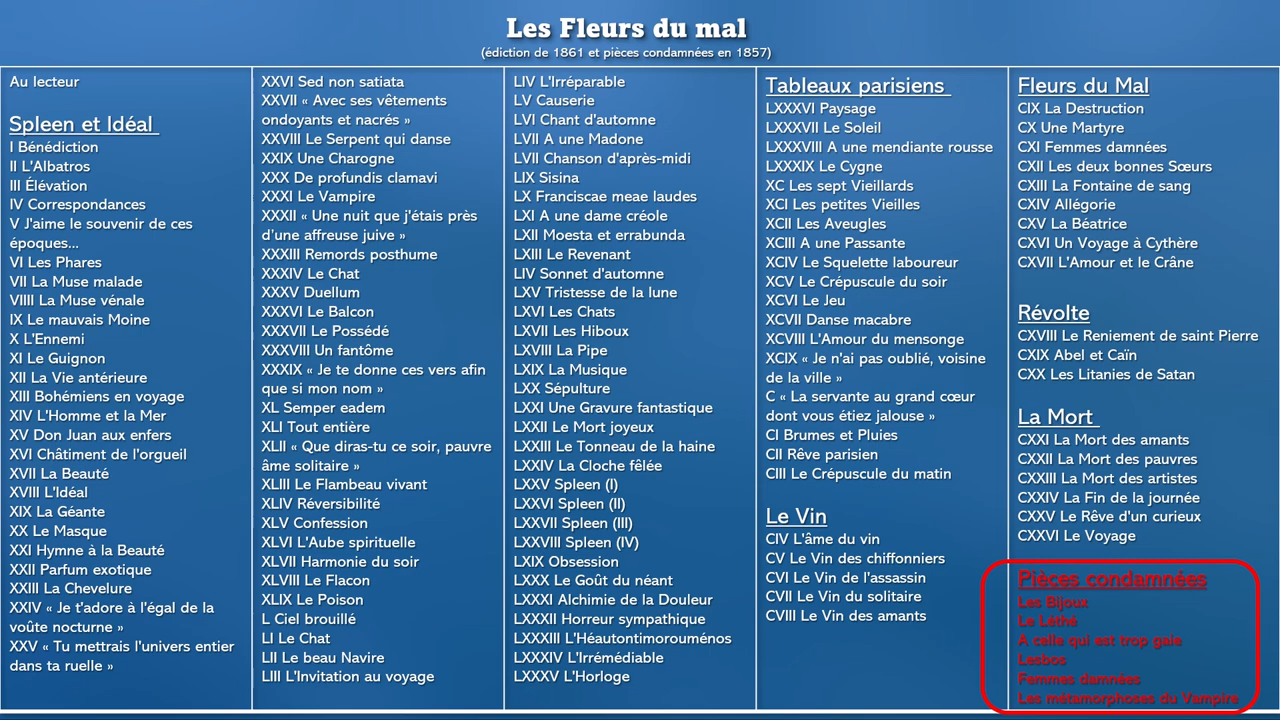 Les Fleurs du mal
(édiction de 1861 et pièces condamnées en 1857)
Au lecteur
Spleen et Idéal
I Bénédiction
II L'Albatros
III Élévation
IV Correspondances
V J'aime le souvenir de ces
époques...
VI Les Phares
VII La Muse malade
VIIII La Muse vénale
IX Le mauvais Moine
X L'Ennemi
XI Le Guignon
XII La Vie antérieure
XIII Bohémiens en voyage
XIV L'Homme et la Mer
XV Don Juan aux enfers
XVI Châtiment de l'orgueil
XVII La Beauté
XVIII L'Idéal
XIX La Géante
XX Le Masque
XXI Hymne à la Beauté
XXII Parfum exotique
XXIII La Chevelure
XXIV « Je t'adore à l'égal de la
voûte nocturne »
XXV « Tu mettrais l'univers entier
dans ta ruelle »
XXVI Sed non satiata
XXVII « Avec ses vêtements
ondoyants et nacrés »
XXVIII Le Serpent qui danse
XXIX Une Charogne
XXX De profundis clamavi
XXXI Le Vampire
XXXII « Une nuit que j'étais près
d'une affreuse juive »
XXXIII Remords posthume
XXXIV Le Chat
XXXV Duellum
XXXVI Le Balcon
XXXVII Le Possédé
XXXVIII Un fantôme
XXXIX « Je te donne ces vers afin
que si mon nom »
XL Semper eadem
XLI Tout entière
XLII « Que diras-tu ce soir, pauvre
âme solitaire »
XLIII Le Flambeau vivant
XLIV Réversibilité
XLV Confession
XLVI L'Aube spirituelle
XLVII Harmonie du soir
XLVIII Le Flacon
XLIX Le Poison
L Ciel brouillé
LI Le Chat
LII Le beau Navire
LIII L'Invitation au voyage
LIV L'Irréparable
LV Causerie
LVI Chant d'automne
LVII A une Madone
LVII Chanson d'après-midi
LIX Sisina
LX Franciscae meae laudes
LXI A une dame créole
LXII Moesta et errabunda
LXIII Le Revenant
LIV Sonnet d'automne
LXV Tristesse de la lune
LXVI Les Chats
LXVII Les Hiboux
LXVIII La Pipe
LXIX La Musique
LXX Sépulture
LXXI Une Gravure fantastique
LXXII Le Mort joyeux
LXXIII Le Tonneau de la haine
LXXIV La Cloche fêlée
LXXV Spleen (I)
LXXVI Spleen (II)
LXXVII Spleen (III)
LXXVIII Spleen (IV)
LXIX Obsession
LXXX Le Goût du néant
LXXXI Alchimie de la Douleur
LXXXII Horreur sympathique
LXXXIII L'Héautontimorouménos
LXXXIV L'Irrémédiable
LXXXV L'Horloge
Tableaux parisiens
LXXXVI Paysage
LXXXVII Le Soleil
LXXXVIII A une mendiante rousse
LXXXIX Le Cygne
XC Les sept Vieillards
XCI Les petites Vieilles
XCII Les Aveugles
XCIII A une Passante
XCIV Le Squelette laboureur
XCV Le Crépuscule du soir
XCVI Le Jeu
XCVII Danse macabre
XCVIII L'Amour du mensonge
XCIX « Je n'ai pas oublié, voisine
de la ville »
C « La servante au grand cœur
dont vous étiez jalouse »
CI Brumes et Pluies
CII Rêve parisien
CIII Le Crépuscule du matin
Le Vin
CIV L'âme du vin
CV Le Vin des chiffonniers
CVI Le Vin de l'assassin
CVII Le Vin du solitaire
CVIII Le Vin des amants
Fleurs du Mal
CIX La Destruction
CX Une Martyre
CXI Femmes damnées
CXII Les deux bonnes Sœurs
CXIII La Fontaine de sang
CXIV Allégorie
CXV La Béatrice
CXVI Un Voyage à Cythère
CXVII L'Amour et le Crâne
Révolte
CXVIII Le Reniement de saint Pierre
CXIX Abel et Caïn
CXX Les Litanies de Satan
La Mort
CXXI La Mort des amants
CXXII La Mort des pauvres
CXXIII La Mort des artistes
CXXIV La Fin de la journée
CXXV Le Rêve d'un curieux
CXXVI Le Voyage
Pièces condamnées
Les Bijoux
Le Léthé
A celle qui est trop gaie
Lesbos
Femmes damnées
Les métamorphoses du Vampire